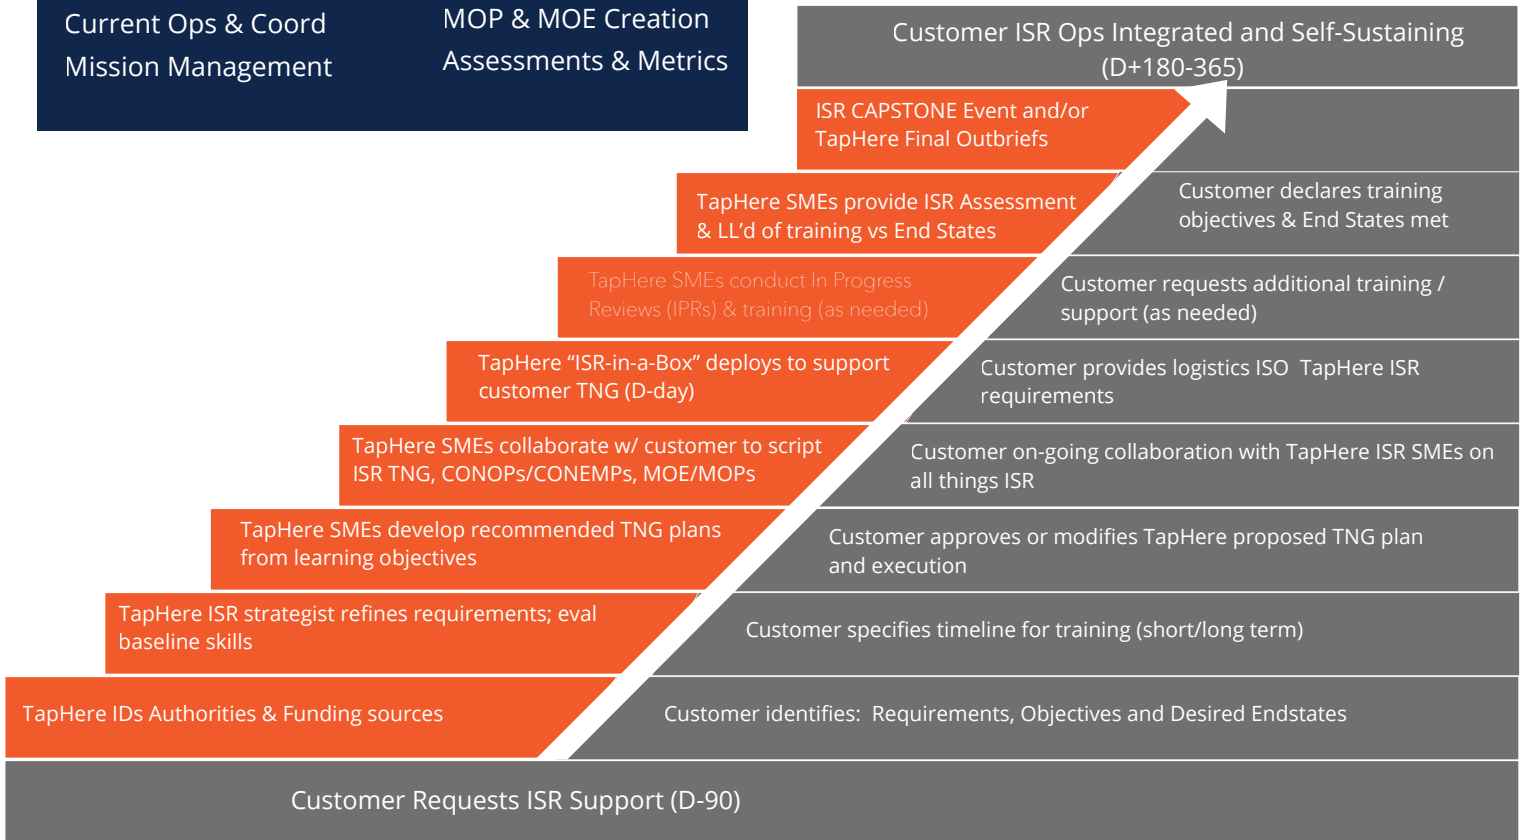 Current Ops & Coord
Mission Management
MOP & MOE Creation
Assessments & Metrics
Customer ISR Ops Integrated and Self-Sustaining
(D+180-365)
ISR CAPSTONE Event and/or
TapHere Final Outbriefs
TapHere SMEs provide ISR Assessment
& LL’d of training vs End States
Customer declares training
objectives & End States met
TapHere SMEs conduct In Progress
Reviews (IPRs) & training (as needed)
Customer requests additional training /
support (as needed)
TapHere “ISR-in-a-Box” deploys to support
customer TNG (D-day)
Customer provides logistics ISO TapHere ISR
requirements
TapHere SMEs collaborate w/ customer to script
ISR TNG, CONOPs/CONEMPs, MOE/MOPs
Customer on-going collaboration with TapHere ISR SMEs on
all things ISR
TapHere SMEs develop recommended TNG plans
from learning objectives
Customer approves or modifies TapHere proposed TNG plan
and execution
TapHere ISR strategist refines requirements; eval
baseline skills
Customer specifies timeline for training (short/long term)
TapHere IDs Authorities & Funding sources
Customer identifies: Requirements, Objectives and Desired Endstates
Customer Requests ISR Support (D-90)